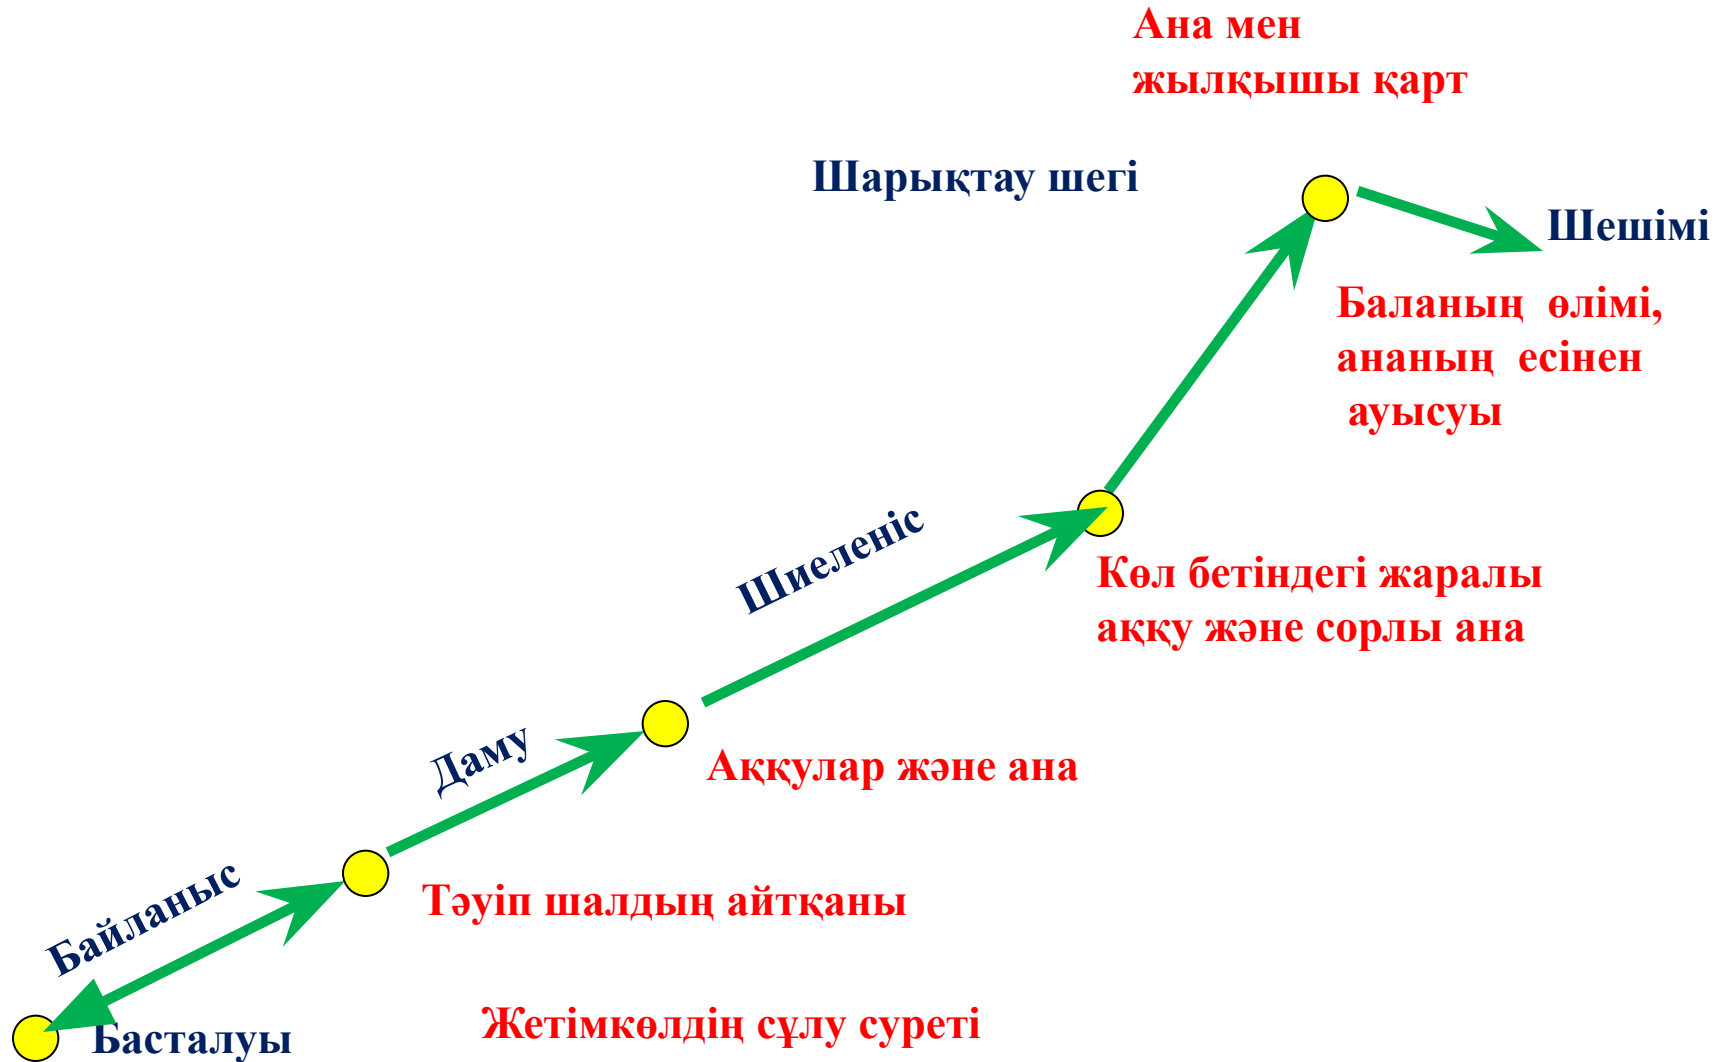 Ана мен
жылқышы қарт
Шарықтау шегі
Шешімі
Баланың өлімі,
ананың есінен
ауысуы
Шиеленіс
Көл бетіндегі жаралы
аққу және сорлы ана
Даму
Аққулар және ана
Байланыс
Тәуіп шалдың айтқаны
Басталуы
Жетімкөлдің сұлу суреті